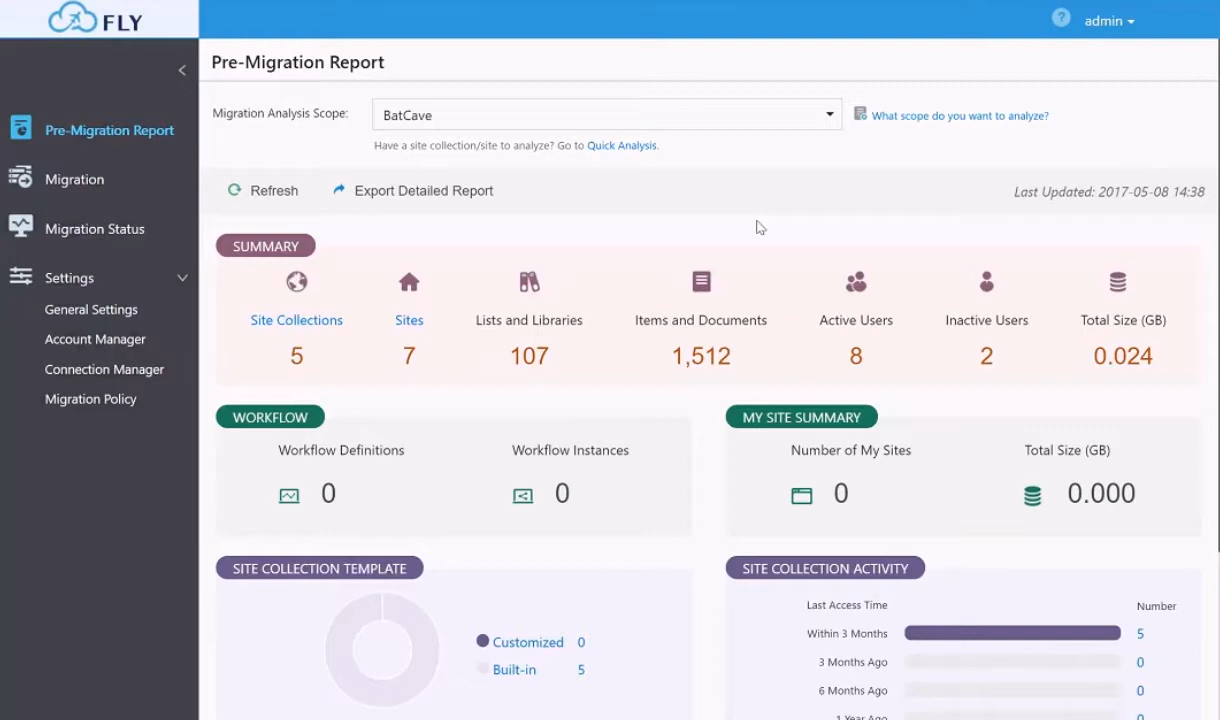 FLY
? admin
Pre-Migration Report
Migration Analysis Scope: BatCave What scope do you want to analyze?
Have a site collection/site to analyze? Go to Quick Analysis.
Refresh Export Detailed Report Last Updated: 2017-05-08 14:38
Pre-Migration Report
Migration
Migration Status
Settings
General Settings
Account Manager
Connection Manager
Migration Policy
SUMMARY
Site Collections Sites Lists and Libraries Items and Documents Active Users Inactive Users Total Size (GB)
5 7 107 1,512 8 2 0.024
WORKFLOW
Workflow Definitions Workflow Instances
0 0
MY SITE SUMMARY
Number of My Sites Total Size (GB)
0 0.000
SITE COLLECTION TEMPLATE
Customized 0
Built-in 5
SITE COLLECTION ACTIVITY
Last Access Time Number
Within 3 Months 5
3 Months Ago 0
6 Months Ago 0
1 Year Ago 0